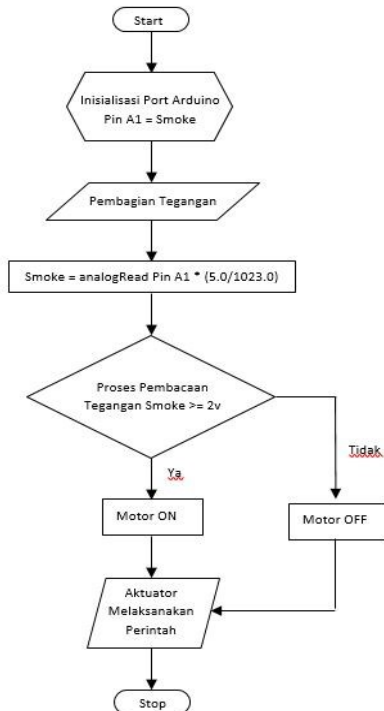 Start
Inisialisasi Port Arduino
Pin A1 = Smoke
Pembagian Tegangan
Smoke = analogRead Pin A1 * (5.0/1023.0)
Proses Pembacaan
Tegangan Smoke >= 2v
Tidak
Ya
Motor ON
Motor OFF
Aktuator
Melaksanakan
Perintah
Stop